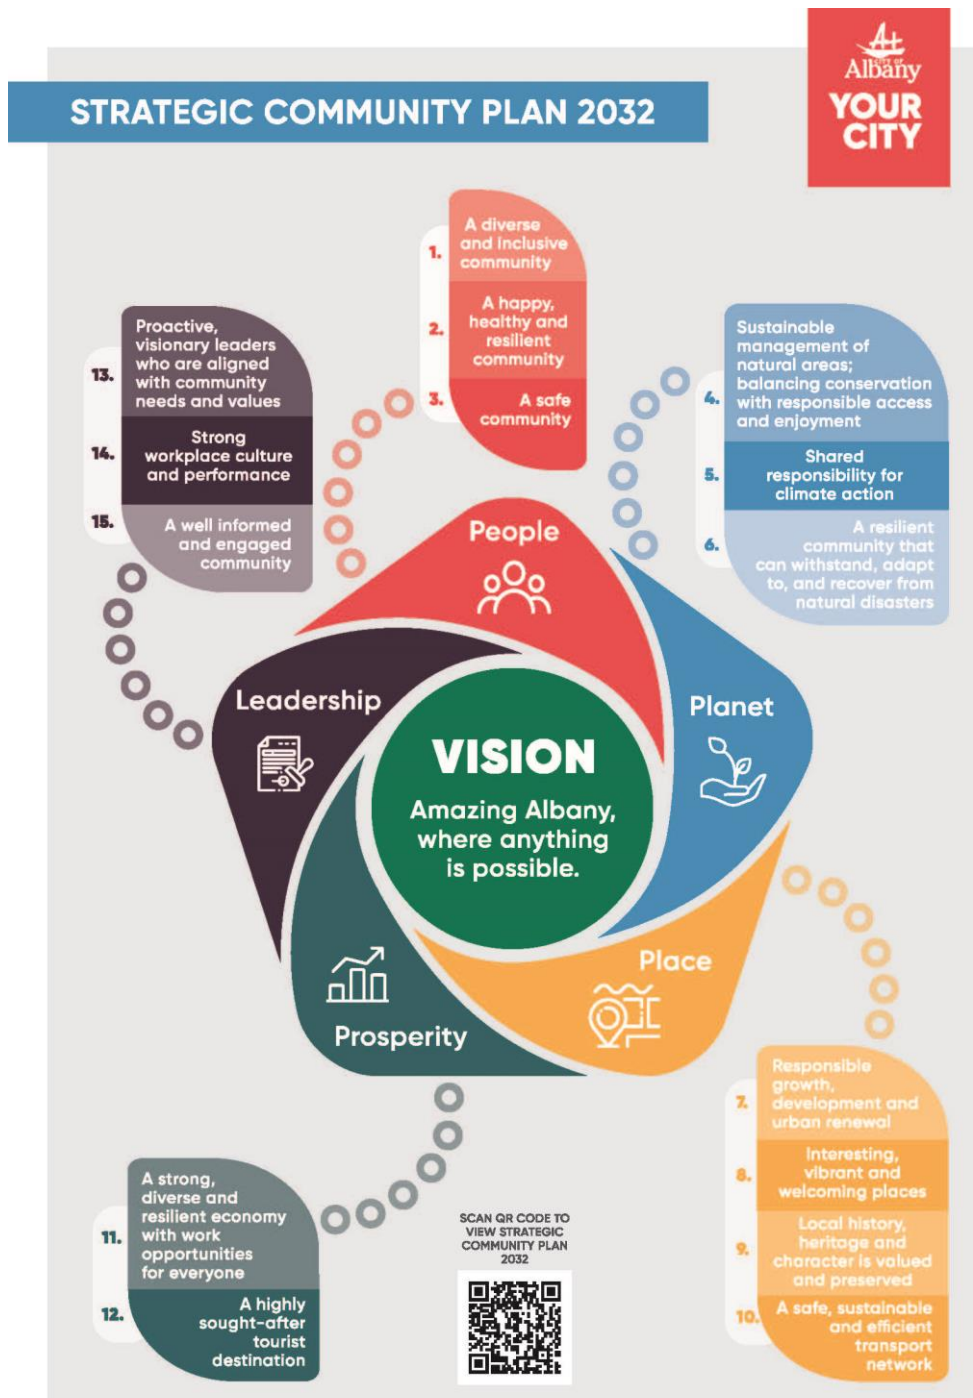 CITY OF
Albany
YOUR
CITY
STRATEGIC COMMUNITY PLAN 2032
1.
A diverse
and inclusive
community
2.
A happy,
healthy and
resilient
community
3.
A safe
community
13.
Proactive,
visionary leaders
who are aligned
with community
needs and values
14.
Strong
workplace culture
and performance
15.
A well informed
and engaged
community
4.
Sustainable
management of
natural areas;
balancing conservation
with responsible access
and enjoyment
5.
Shared
responsibility for
climate action
6.
A resilient
community that
can withstand, adapt
to, and recover from
natural disasters
People
Leadership
Planet
VISION
Amazing Albany,
where anything
is possible.
Place
Prosperity
7.
Responsible
growth,
development and
urban renewal
8.
Interesting,
vibrant and
welcoming places
9.
Local history,
heritage and
character is valued
and preserved
10.
A safe, sustainable
and efficient
transport
network
11.
A strong,
diverse and
resilient economy
with work
opportunities
for everyone
12.
A highly
sought-after
tourist
destination
SCAN QR CODE TO
VIEW STRATEGIC
COMMUNITY PLAN
2032